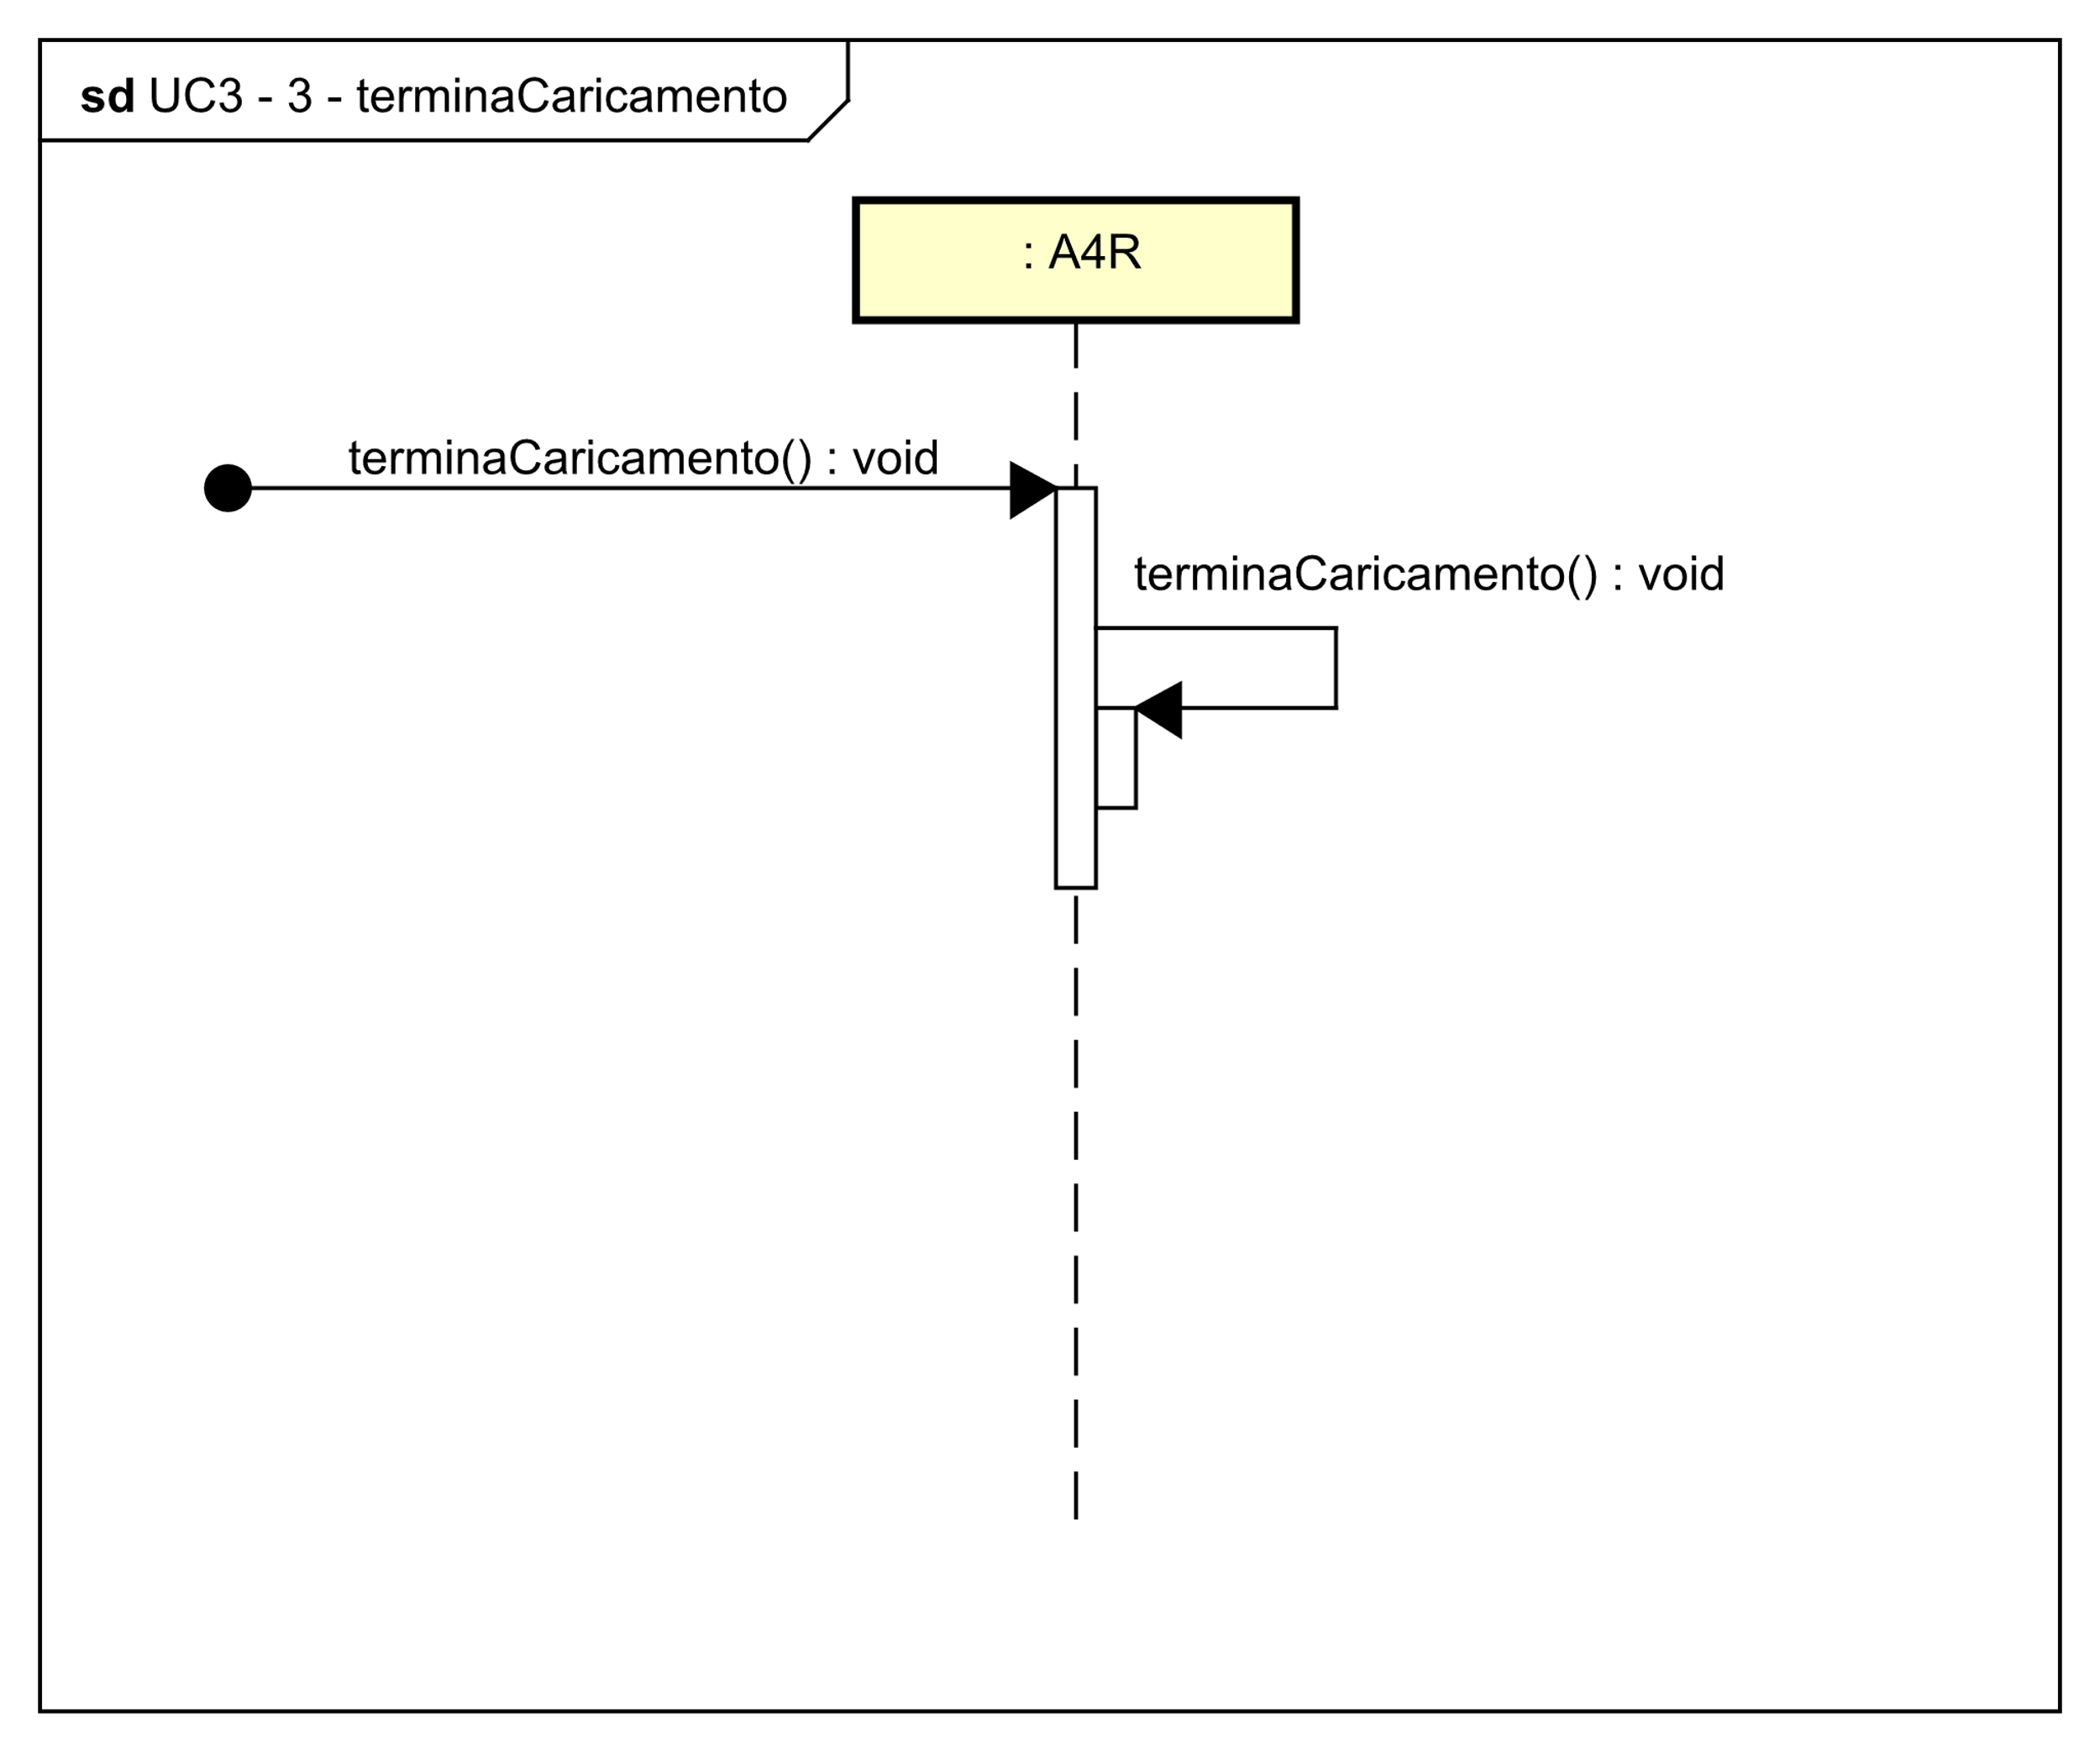 sd UC3 - 3 - terminaCaricamento
: A4R
terminaCaricamento() : void
terminaCaricamento() : void